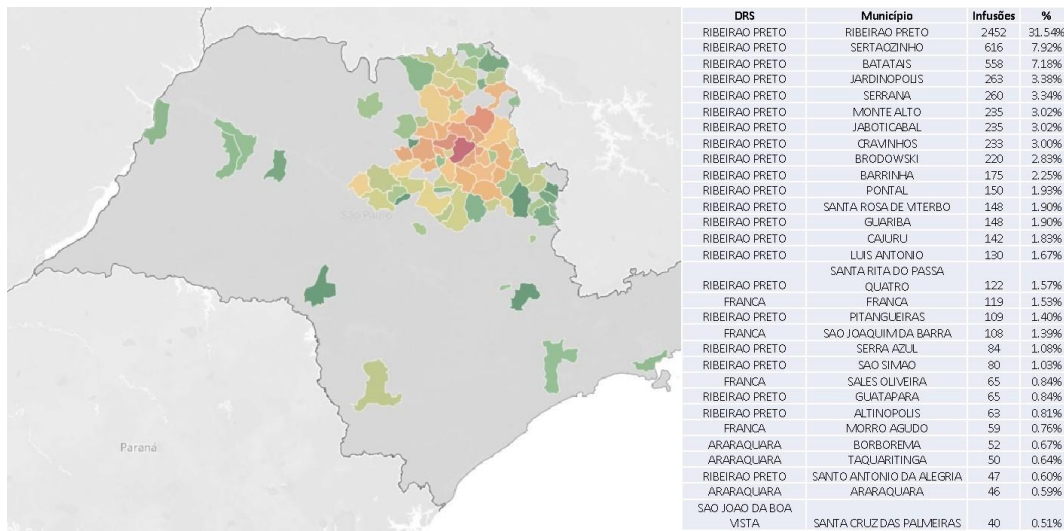 São Paulo
Paraná
DRS Município Infusões %
RIBEIRAO PRETO RIBEIRAO PRETO 2452 31.54%
RIBEIRAO PRETO SERTAOZINHO 616 7.92%
RIBEIRAO PRETO BATATAIS 558 7.18%
RIBEIRAO PRETO JARDINOPOLIS 263 3.38%
RIBEIRAO PRETO SERRANA 260 3.34%
RIBEIRAO PRETO MONTE ALTO 235 3.02%
RIBEIRAO PRETO JABOTICABAL 235 3.02%
RIBEIRAO PRETO CRAVINHOS 233 3.00%
RIBEIRAO PRETO BRODOWSKI 220 2.83%
RIBEIRAO PRETO BARRINHA 175 2.25%
RIBEIRAO PRETO PONTAL 150 1.93%
RIBEIRAO PRETO SANTA ROSA DE VITERBO 148 1.90%
RIBEIRAO PRETO GUARIBA 148 1.90%
RIBEIRAO PRETO CAJURU 142 1.83%
RIBEIRAO PRETO LUIS ANTONIO 130 1.67%
SANTA RITA DO PASSA
RIBEIRAO PRETO QUATRO 122 1.57%
FRANCA FRANCA 119 1.53%
RIBEIRAO PRETO PITANGUEIRAS 109 1.40%
FRANCA SAO JOAQUIM DA BARRA 108 1.39%
RIBEIRAO PRETO SERRA AZUL 84 1.08%
RIBEIRAO PRETO SAO SIMAO 80 1.03%
FRANCA SALES OLIVEIRA 65 0.84%
RIBEIRAO PRETO GUATAPARA 65 0.84%
RIBEIRAO PRETO ALTINOPOLIS 63 0.81%
FRANCA MORRO AGUDO 59 0.76%
ARARAQUARA BORBOREMA 52 0.67%
ARARAQUARA TAQUARITINGA 50 0.64%
RIBEIRAO PRETO SANTO ANTONIO DA ALEGRIA 47 0.60%
ARARAQUARA ARARAQUARA 46 0.59%
SAO JOAO DA BOA
VISTA SANTA CRUZ DAS PALMEIRAS 40 0.51%